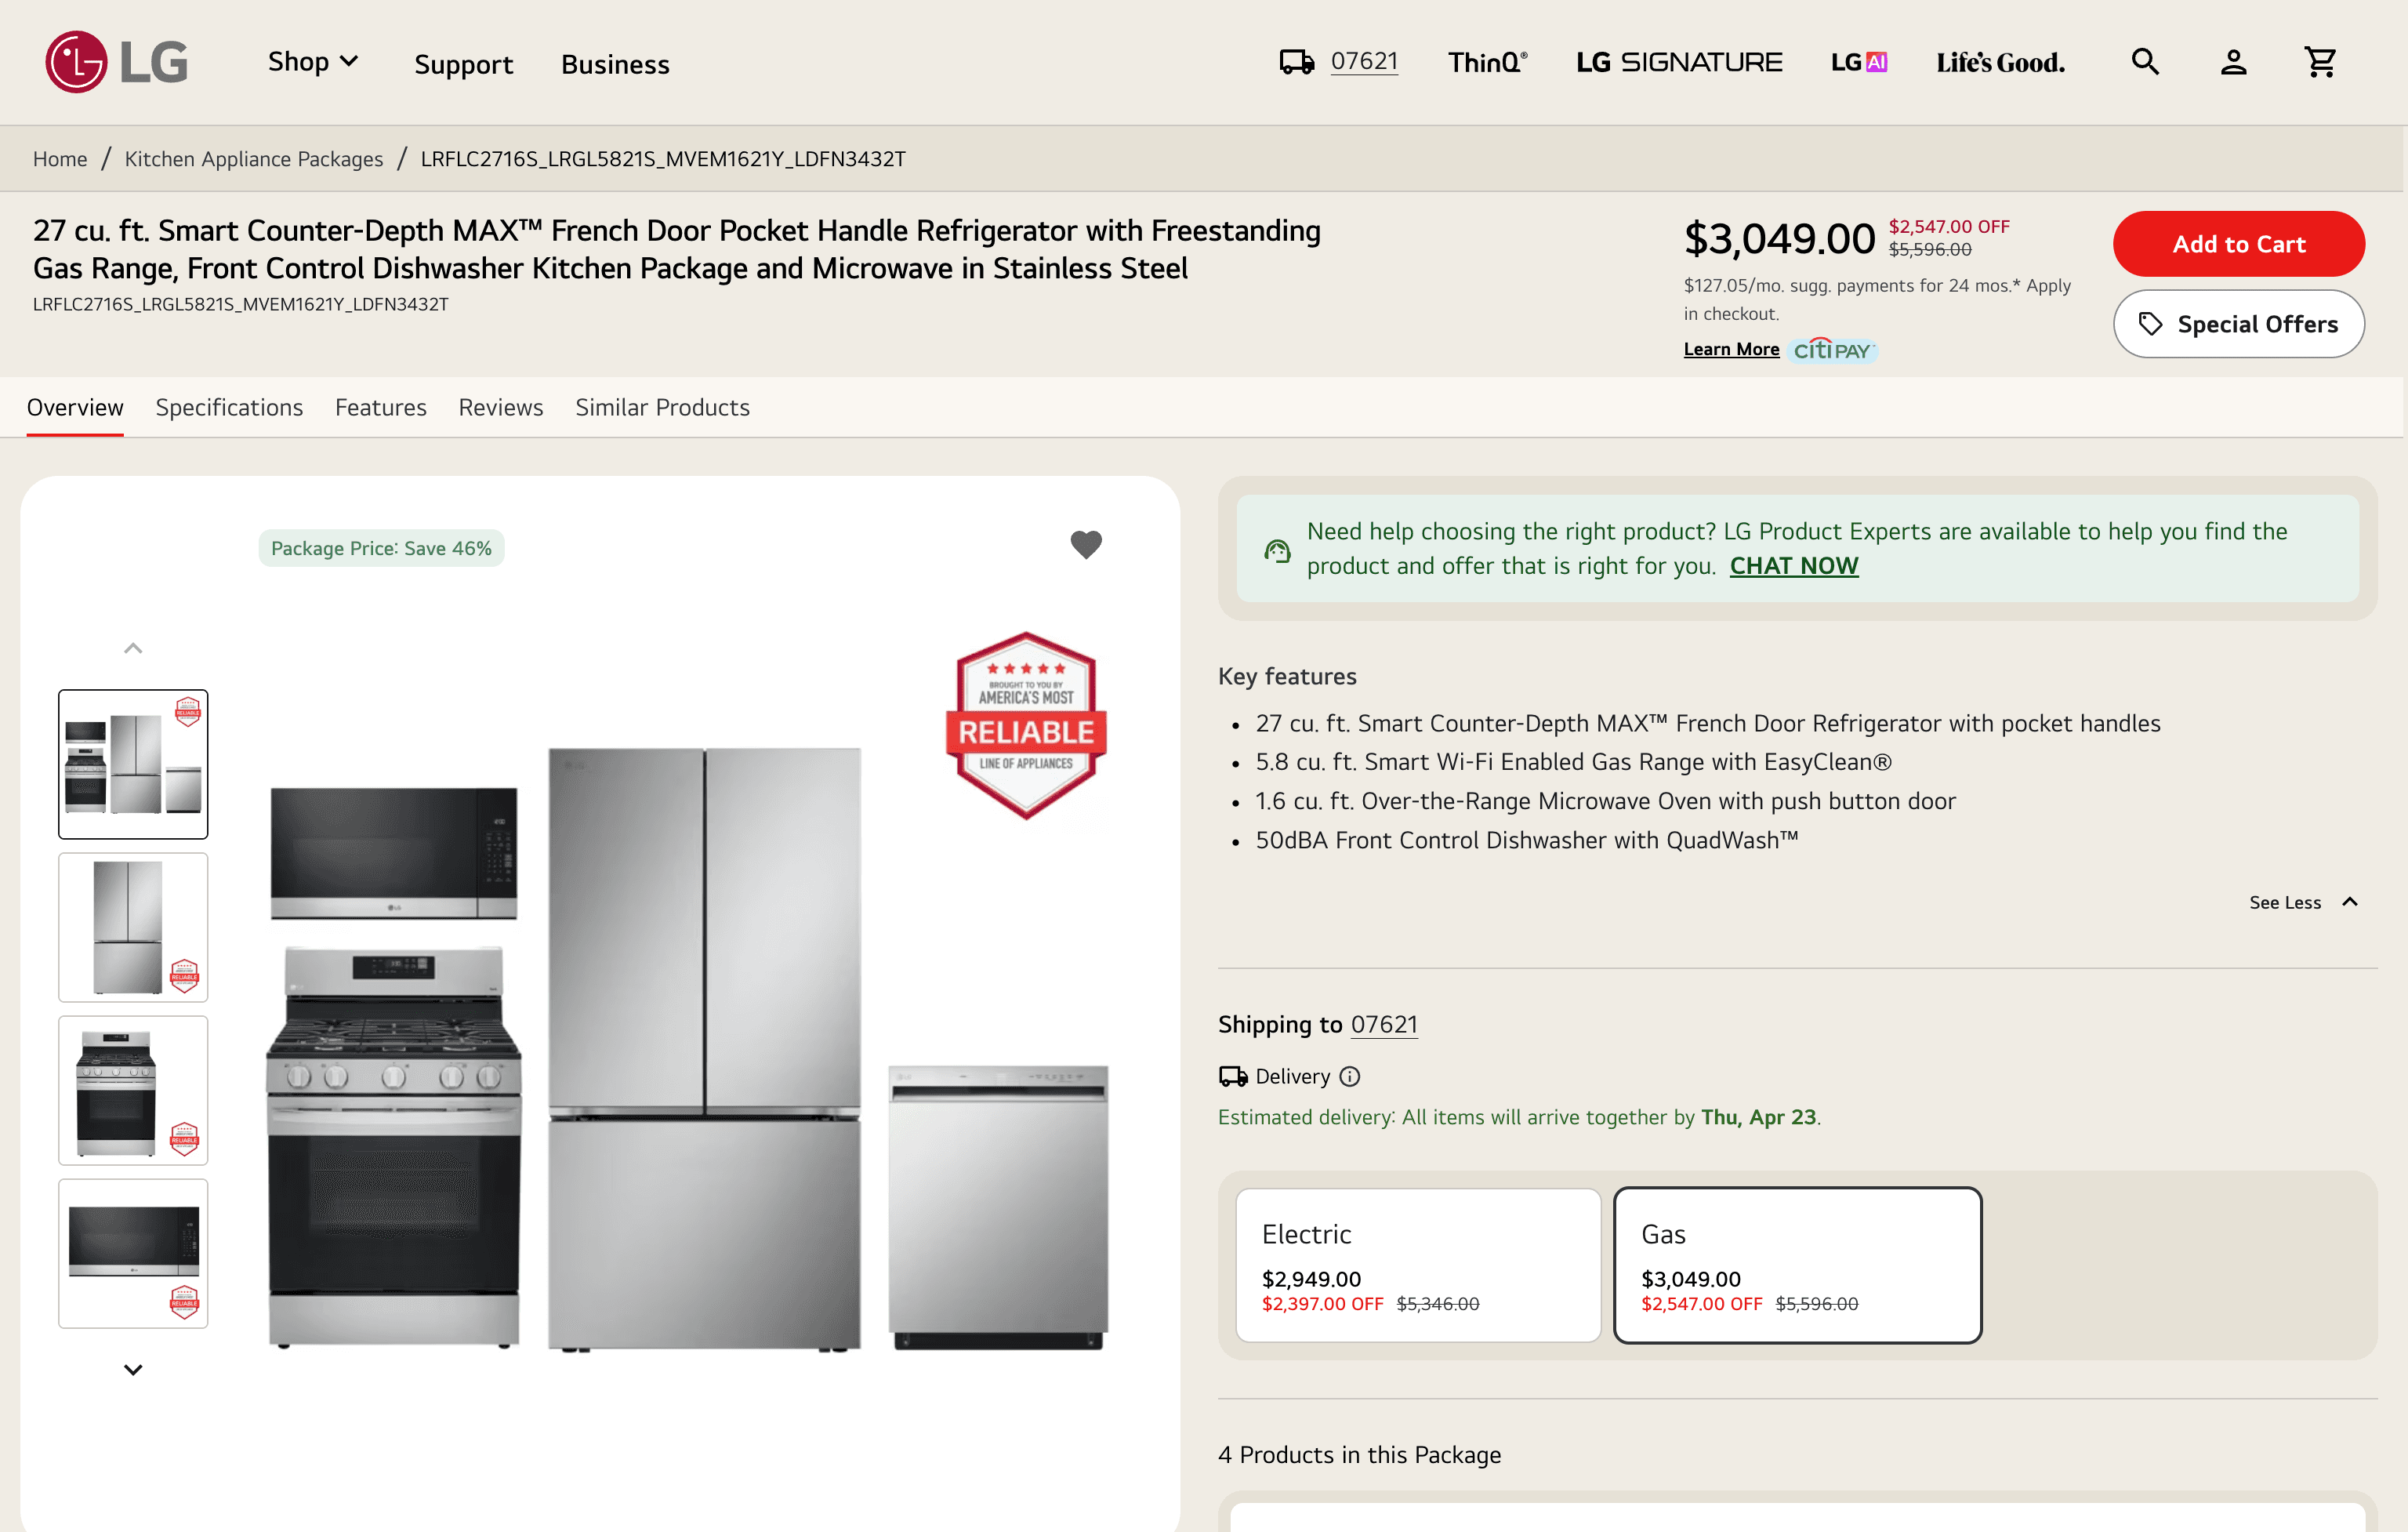 LG
Shop
Support
Business
07621
ThinQ®
LG SIGNATURE
LG AI
Life's Good.
Home / Kitchen Appliance Packages / LRFLC2716S_LRGL5821S_MVEM1621Y_LDFN3432T
27 cu. ft. Smart Counter-Depth MAX™ French Door Pocket Handle Refrigerator with Freestanding
Gas Range, Front Control Dishwasher Kitchen Package and Microwave in Stainless Steel
LRFLC2716S_LRGL5821S_MVEM1621Y_LDFN3432T
$3,049.00
$2,547.00 OFF
$5,596.00
$127.05/mo. sugg. payments for 24 mos.* Apply
in checkout.
Learn More
citi PAY
Add to Cart
Special Offers
Overview
Specifications
Features
Reviews
Similar Products
Package Price: Save 46%
BROUGHT TO YOU BY
AMERICA'S MOST
RELIABLE
LINE OF APPLIANCES
RELIABLE
RELIABLE
RELIABLE
RELIABLE
LG
Need help choosing the right product? LG Product Experts are available to help you find the
product and offer that is right for you. CHAT NOW
Key features
• 27 cu. ft. Smart Counter-Depth MAX™ French Door Refrigerator with pocket handles
• 5.8 cu. ft. Smart Wi-Fi Enabled Gas Range with EasyClean®
• 1.6 cu. ft. Over-the-Range Microwave Oven with push button door
• 50dBA Front Control Dishwasher with QuadWash™
See Less
Shipping to 07621
Delivery
Estimated delivery: All items will arrive together by Thu, Apr 23.
Electric
$2,949.00
$2,397.00 OFF $5,346.00
Gas
$3,049.00
$2,547.00 OFF $5,596.00
4 Products in this Package